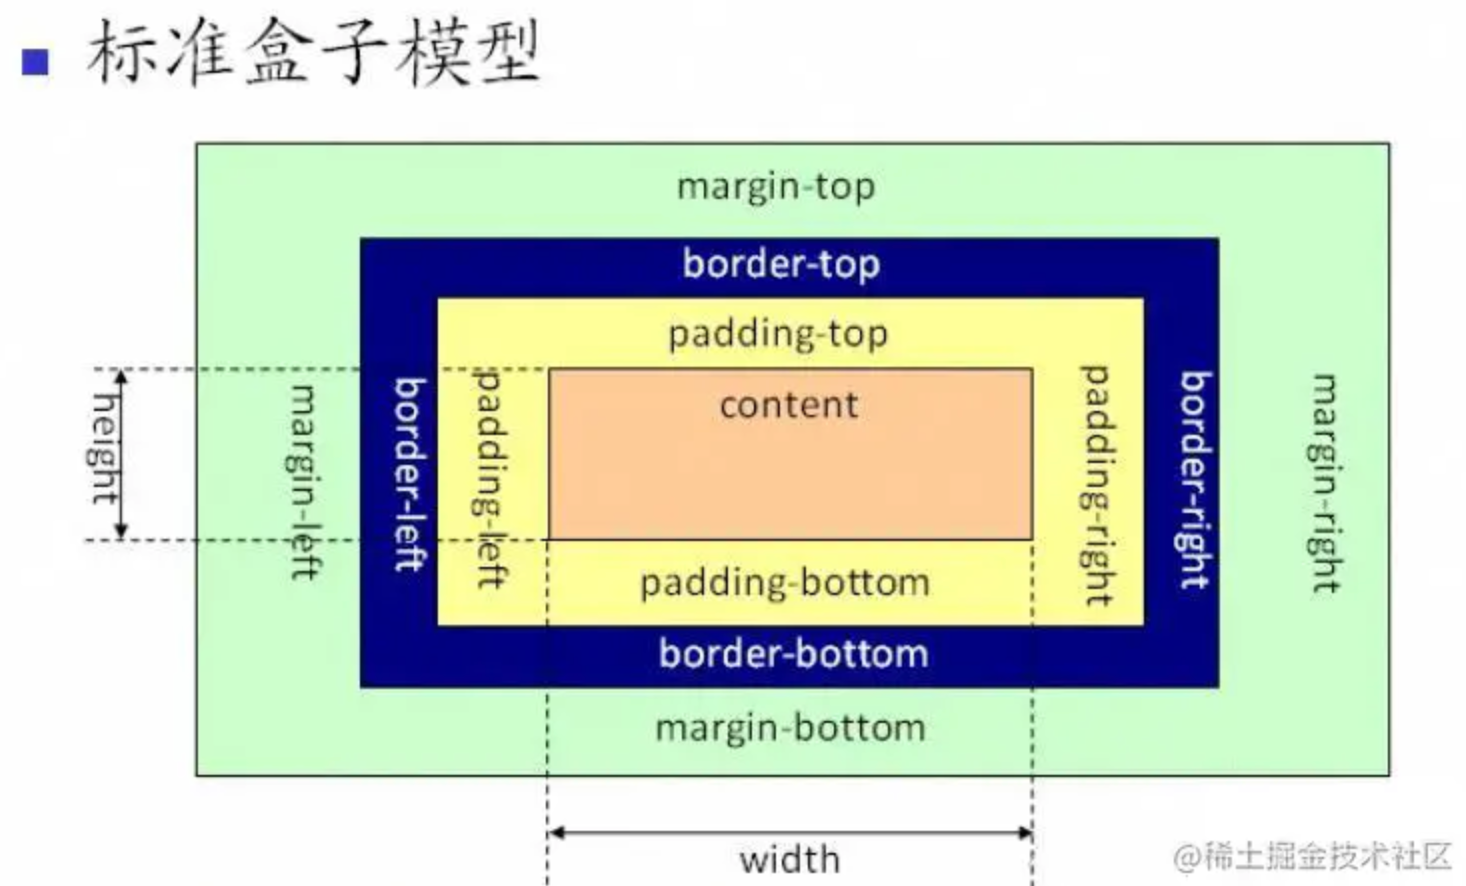 标准盒子模型
margin-top
border-top
padding-top
content
height
margin-left
border-left
padding-left
padding-right
border-right
margin-right
padding-bottom
border-bottom
margin-bottom
width
@稀土掘金技术社区